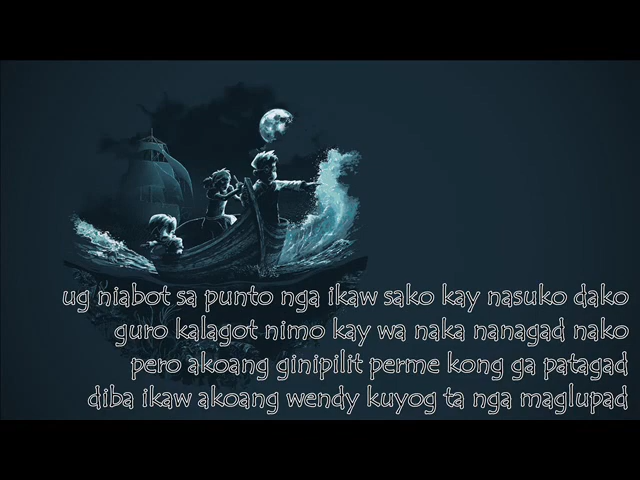 ug niabot sa punto nga ikaw sako kay nasuko dako
guro kalagot nimo kay wa naka nanagad nako
pero akoang ginipilit perme kong ga patagad
diba ikaw akoang wendy kuyog ta nga maglupad